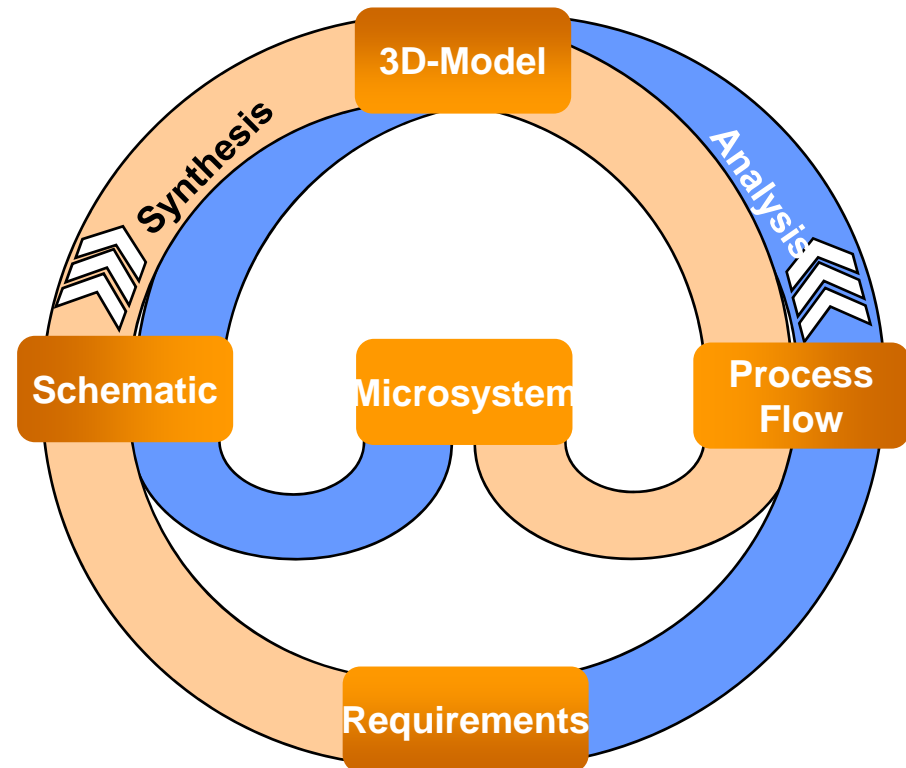 3D-Model
Synthesis
Analysis
Schematic
Microsystem
Process
Flow
Requirements